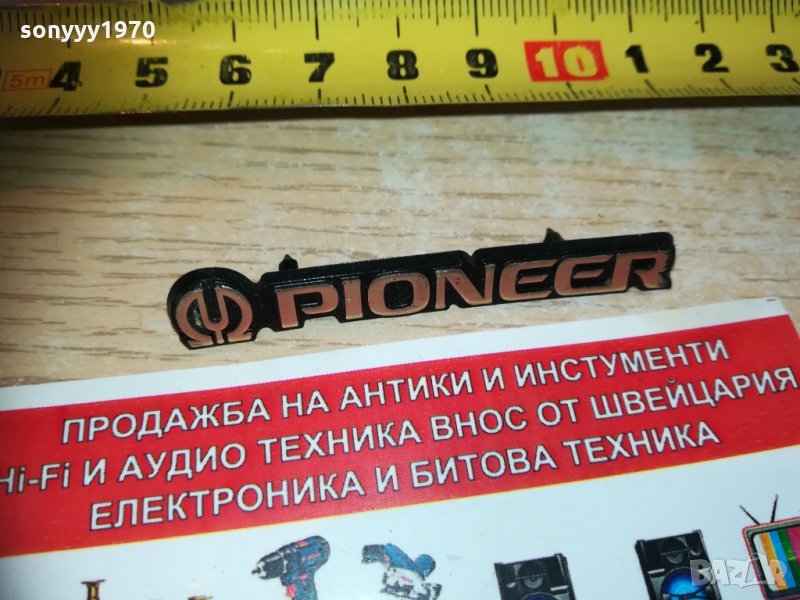 sonyyy1970
5m 4 5 6 7 8 9 10 1 2 3
PIONEER
ПРОДАЖБА НА АНТИКИ И ИНСТУМЕНТИ
Hi-Fi И АУДИО ТЕХНИКА ВНОС ОТ ШВЕЙЦАРИЯ
ЕЛЕКТРОНИКА И БИТОВА ТЕХНИКА
BAZAR